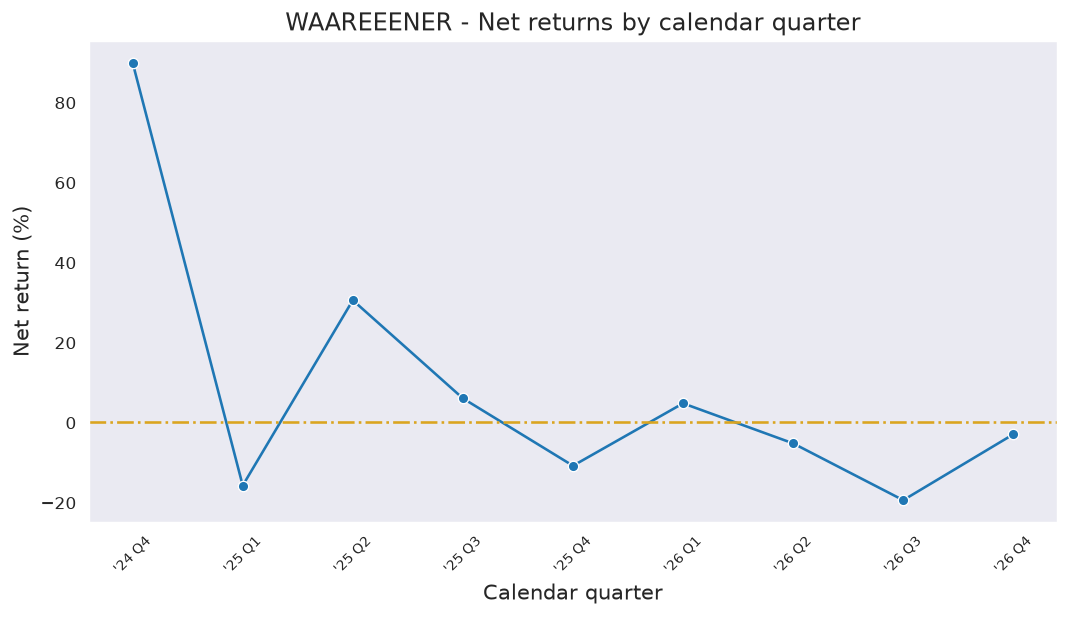 WAAREEENER - Net returns by calendar quarter
Net return (%)
80
60
40
20
0
−20
'24 Q4
'25 Q1
'25 Q2
'25 Q3
'25 Q4
'26 Q1
'26 Q2
'26 Q3
'26 Q4
Calendar quarter